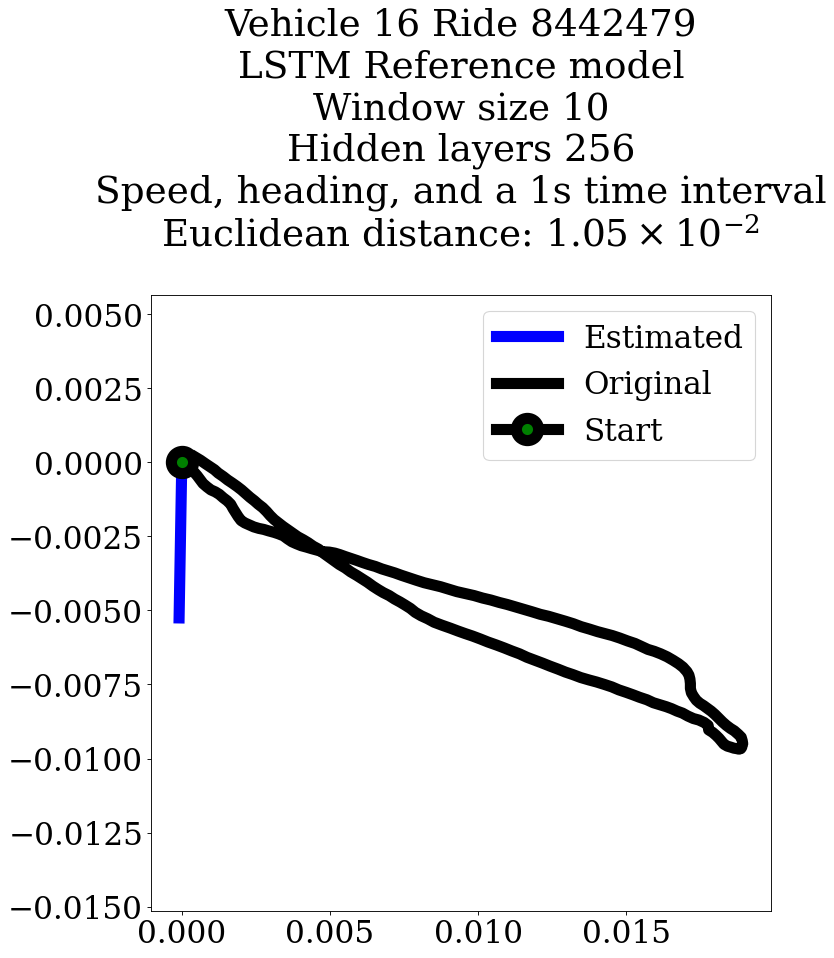 Vehicle 16 Ride 8442479
LSTM Reference model
Window size 10
Hidden layers 256
Speed, heading, and a 1s time interval
Euclidean distance: 1.05 × 10⁻²
0.0050
0.0025
0.0000
−0.0025
−0.0050
−0.0075
−0.0100
−0.0125
−0.0150
Estimated
Original
Start
0.000 0.005 0.010 0.015